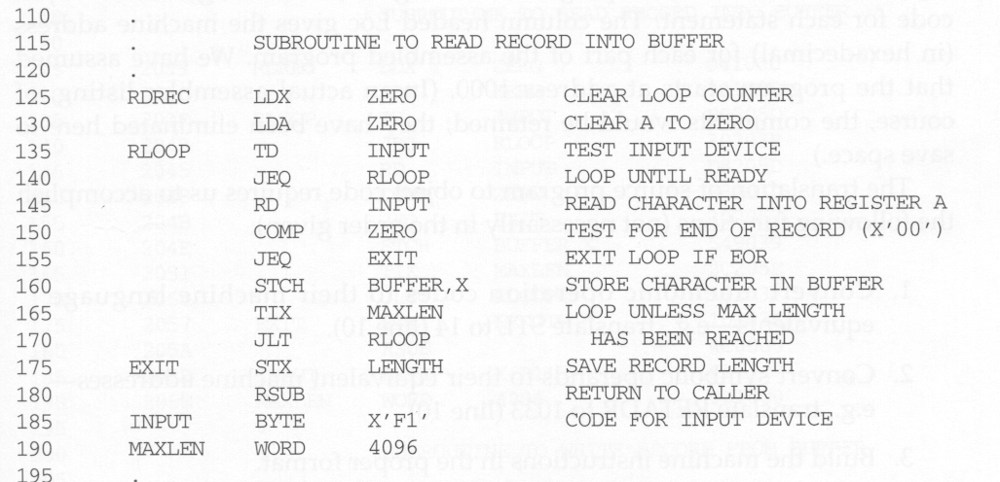 110 .
115 . SUBROUTINE TO READ RECORD INTO BUFFER
120 .
125 RDREC LDX ZERO CLEAR LOOP COUNTER
130 LDA ZERO CLEAR A TO ZERO
135 RLOOP TD INPUT TEST INPUT DEVICE
140 JEQ RLOOP LOOP UNTIL READY
145 RD INPUT READ CHARACTER INTO REGISTER A
150 COMP ZERO TEST FOR END OF RECORD (X'00')
155 JEQ EXIT EXIT LOOP IF EOR
160 STCH BUFFER,X STORE CHARACTER IN BUFFER
165 TIX MAXLEN LOOP UNLESS MAX LENGTH
170 JLT RLOOP HAS BEEN REACHED
175 EXIT STX LENGTH SAVE RECORD LENGTH
180 RSUB RETURN TO CALLER
185 INPUT BYTE X'F1' CODE FOR INPUT DEVICE
190 MAXLEN WORD 4096
195 .